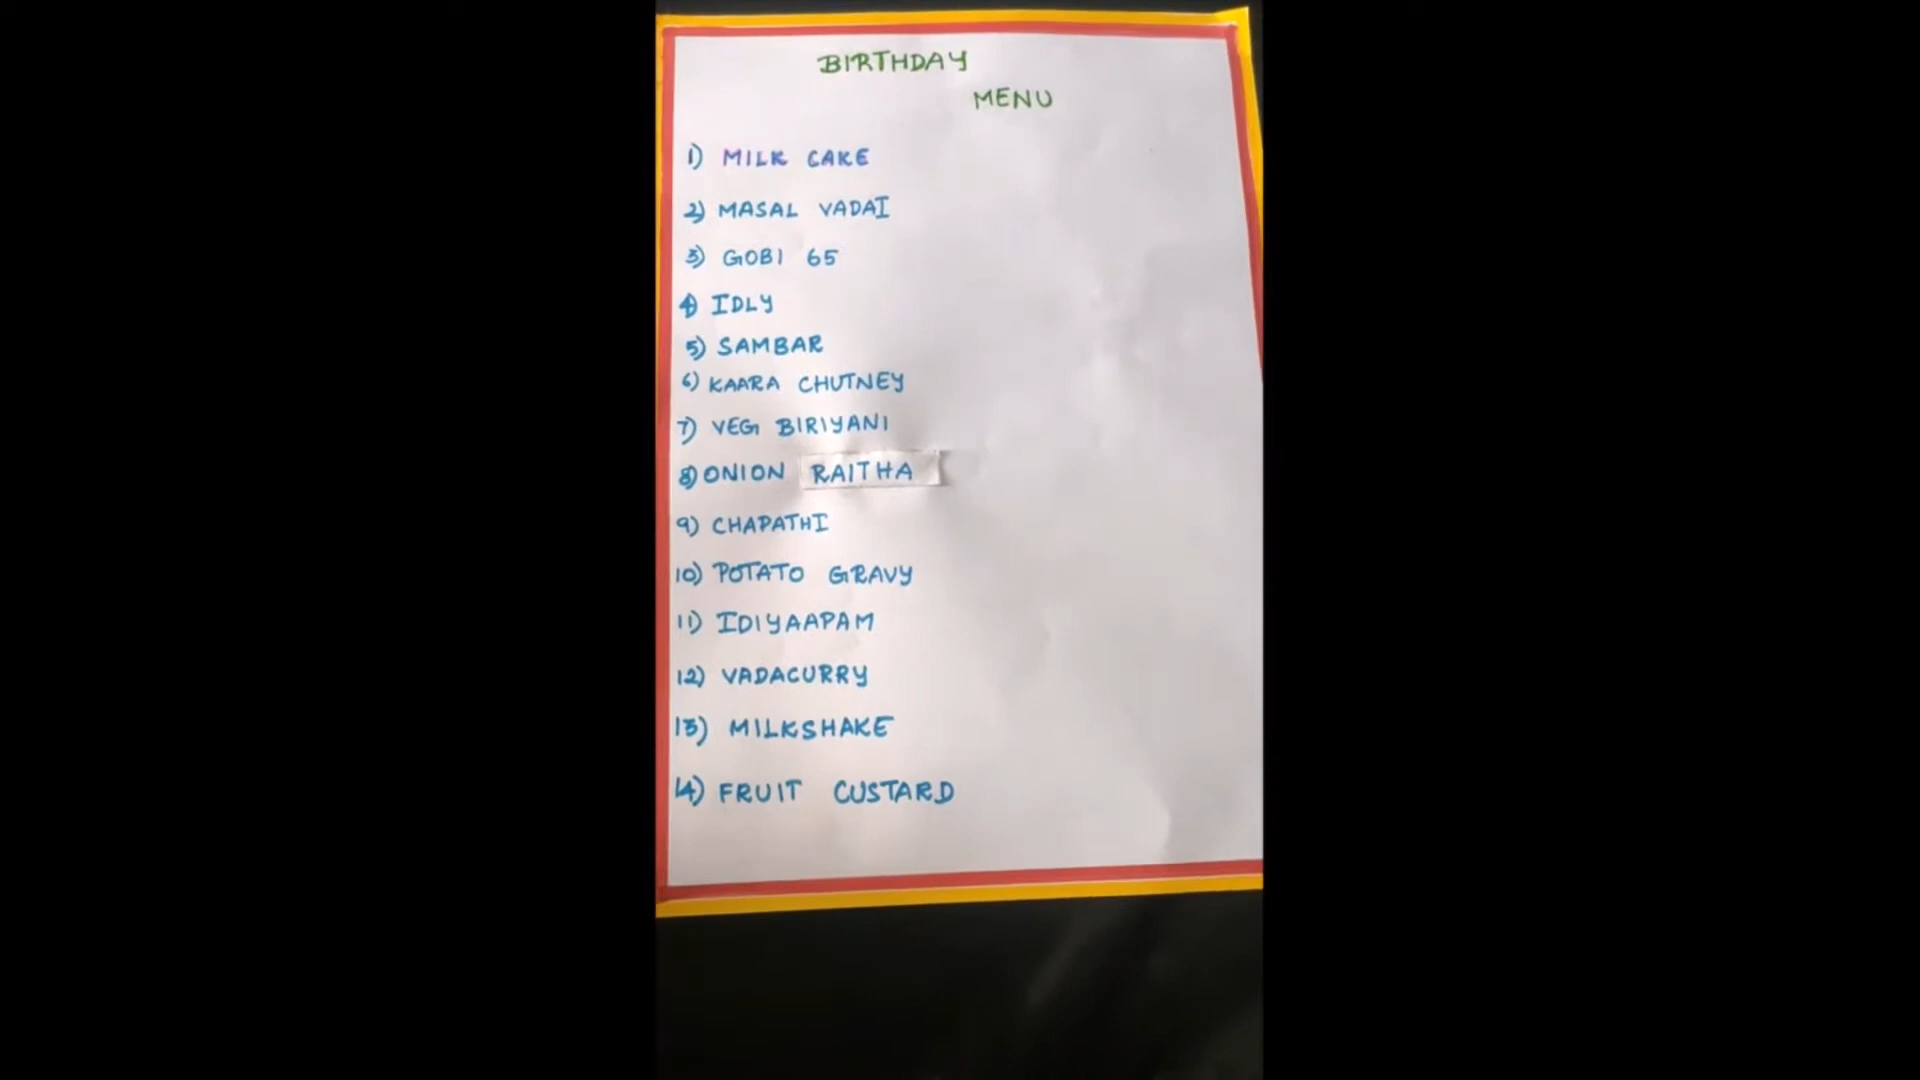 BIRTHDAY
MENU
1) MILK CAKE
2) MASAL VADAI
3) GOBI 65
4) IDLY
5) SAMBAR
6) KAARA CHUTNEY
7) VEG BIRIYANI
8) ONION RAITHA
9) CHAPATHI
10) POTATO GRAVY
11) IDIYAAPAM
12) VADACURRY
13) MILKSHAKE
14) FRUIT CUSTARD